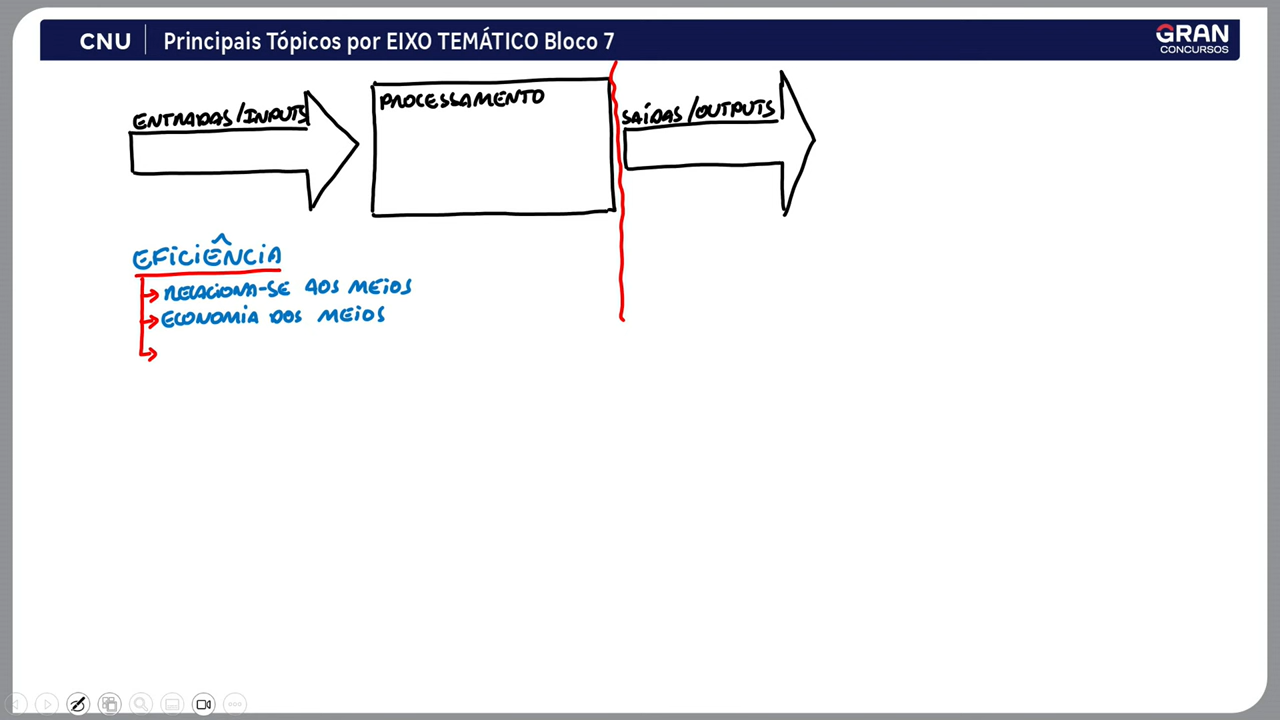 CNU | Principais Tópicos por EIXO TEMÁTICO Bloco 7
GRAN
CONCURSOS
ENTRADAS/INPUTS
PROCESSAMENTO
SAÍDAS/OUTPUTS
EFICIÊNCIA
RELACIONA-SE AOS MEIOS
ECONOMIA DOS MEIOS